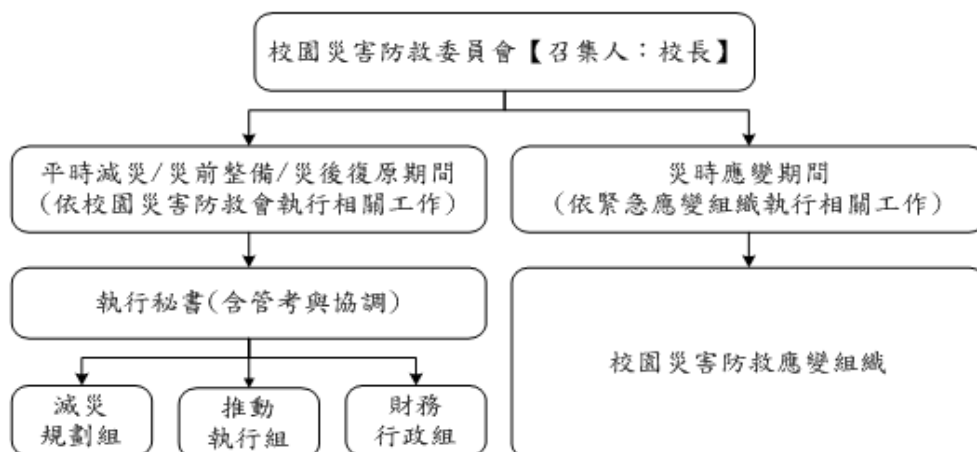 校園災害防救委員會【召集人：校長】
平時減災/災前整備/災後復原期間
(依校園災害防救會執行相關工作)
災時應變期間
(依緊急應變組織執行相關工作)
執行秘書(含管考與協調)
校園災害防救應變組織
減災
規劃組
推動
執行組
財務
行政組